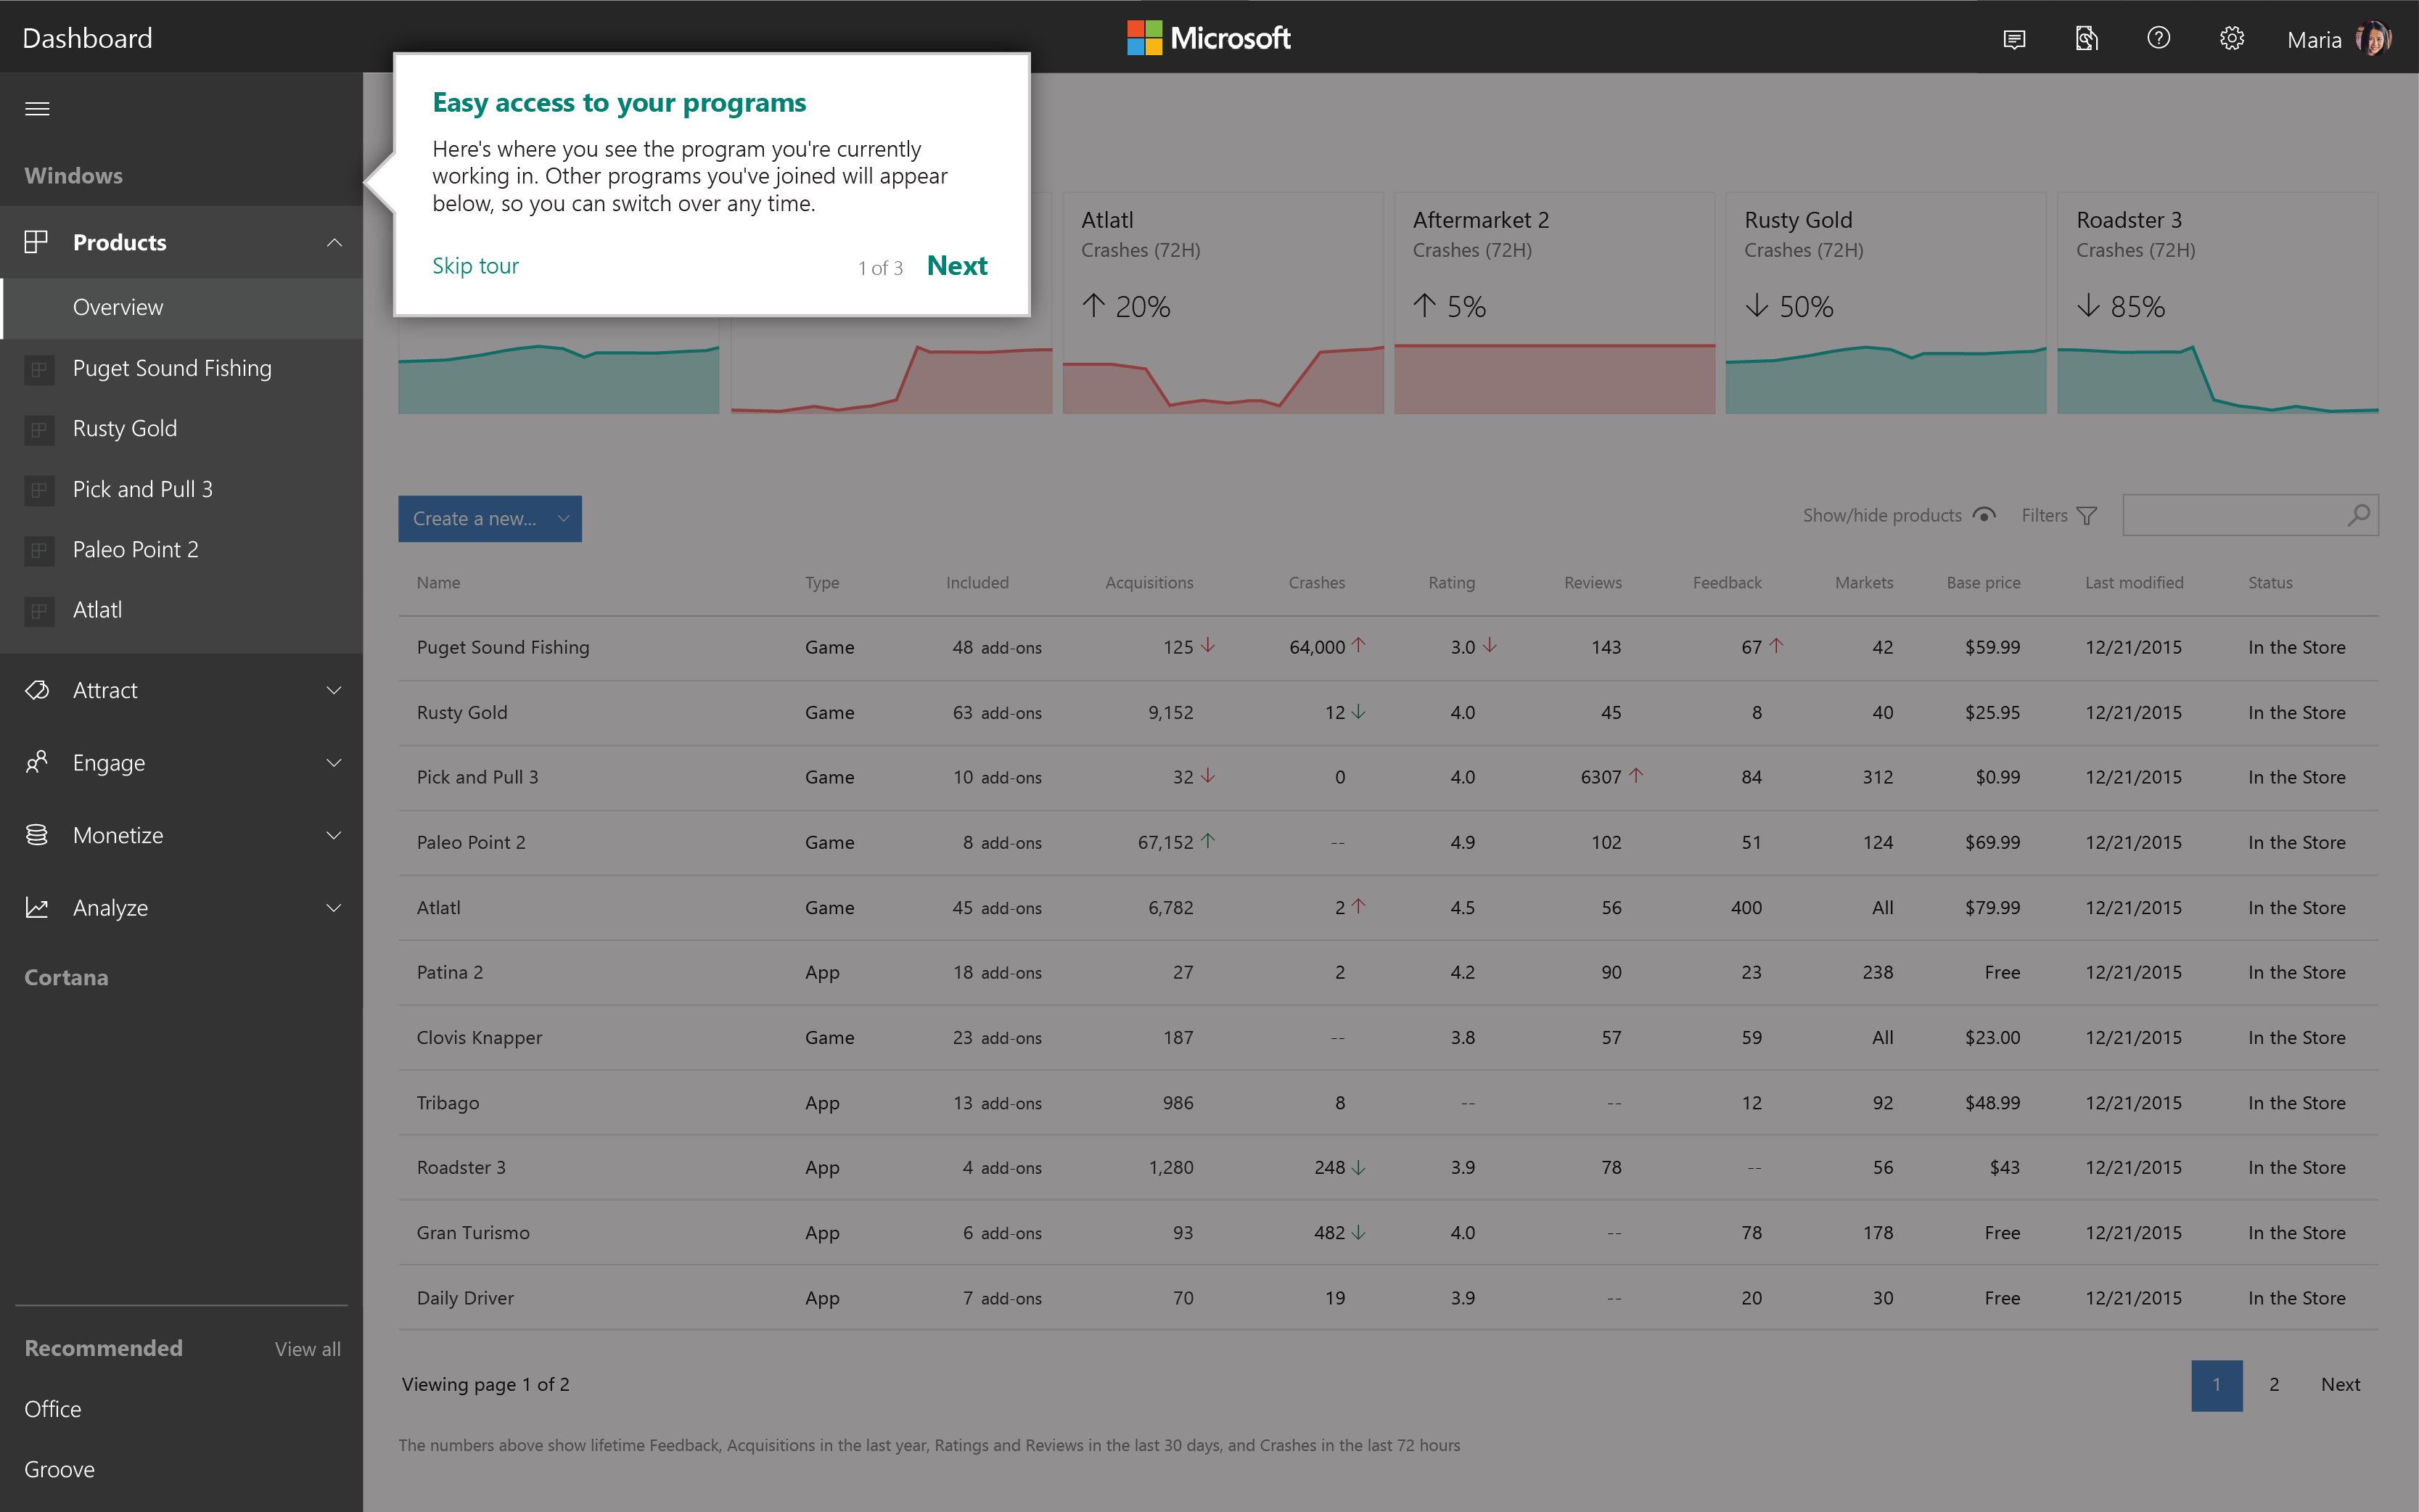 Dashboard
Microsoft
Maria
Windows
Products
Overview
Puget Sound Fishing
Rusty Gold
Pick and Pull 3
Paleo Point 2
Atlatl
Attract
Engage
Monetize
Analyze
Cortana
Recommended View all
Office
Groove
Easy access to your programs
Here's where you see the program you're currently
working in. Other programs you've joined will appear
below, so you can switch over any time.
Skip tour 1 of 3 Next
Atlatl
Crashes (72H)
20%
Aftermarket 2
Crashes (72H)
5%
Rusty Gold
Crashes (72H)
50%
Roadster 3
Crashes (72H)
85%
Create a new... Show/hide products Filters
Name Type Included Acquisitions Crashes Rating Reviews Feedback Markets Base price Last modified Status
Puget Sound Fishing Game 48 add-ons 125 64,000 3.0 143 67 42 $59.99 12/21/2015 In the Store
Rusty Gold Game 63 add-ons 9,152 12 4.0 45 8 40 $25.95 12/21/2015 In the Store
Pick and Pull 3 Game 10 add-ons 32 0 4.0 6307 84 312 $0.99 12/21/2015 In the Store
Paleo Point 2 Game 8 add-ons 67,152 -- 4.9 102 51 124 $69.99 12/21/2015 In the Store
Atlatl Game 45 add-ons 6,782 2 4.5 56 400 All $79.99 12/21/2015 In the Store
Patina 2 App 18 add-ons 27 2 4.2 90 23 238 Free 12/21/2015 In the Store
Clovis Knapper Game 23 add-ons 187 -- 3.8 57 59 All $23.00 12/21/2015 In the Store
Tribago App 13 add-ons 986 8 -- -- 12 92 $48.99 12/21/2015 In the Store
Roadster 3 App 4 add-ons 1,280 248 3.9 78 -- 56 $43 12/21/2015 In the Store
Gran Turismo App 6 add-ons 93 482 4.0 -- 78 178 Free 12/21/2015 In the Store
Daily Driver App 7 add-ons 70 19 3.9 -- 20 30 Free 12/21/2015 In the Store
Viewing page 1 of 2 1 2 Next
The numbers above show lifetime Feedback, Acquisitions in the last year, Ratings and Reviews in the last 30 days, and Crashes in the last 72 hours